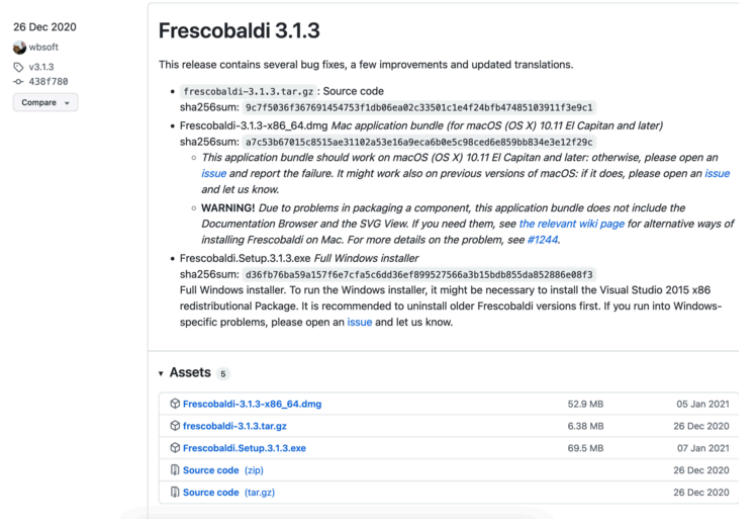 26 Dec 2020
wbsoft
v3.1.3
438f780
Compare
Frescobaldi 3.1.3
This release contains several bug fixes, a few improvements and updated translations.
frescobaldi-3.1.3.tar.gz : Source code
sha256sum: 9c7f5036f367691454753f1db06ea02c33501c1e4f24bfb47485103911f3e9c1
Frescobaldi-3.1.3-x86_64.dmg Mac application bundle (for macOS (OS X) 10.11 El Capitan and later)
sha256sum: a7c53b67015c8515ae31102a53e16a9eca6b0e5c98ced6e859bb834e3e12f29c
This application bundle should work on macOS (OS X) 10.11 El Capitan and later: otherwise, please open an
issue and report the failure. It might work also on previous versions of macOS: if it does, please open an issue
and let us know.
WARNING! Due to problems in packaging a component, this application bundle does not include the
Documentation Browser and the SVG View. If you need them, see the relevant wiki page for alternative ways of
installing Frescobaldi on Mac. For more details on the problem, see #1244.
Frescobaldi.Setup.3.1.3.exe Full Windows installer
sha256sum: d36fb76ba59a157f6e7cfa5c6dd36ef899527566a3b15bdb855da852886e08f3
Full Windows installer. To run the Windows installer, it might be necessary to install the Visual Studio 2015 x86
redistributional Package. It is recommended to uninstall older Frescobaldi versions first. If you run into Windows-
specific problems, please open an issue and let us know.
Assets 5
Frescobaldi-3.1.3-x86_64.dmg 52.9 MB 05 Jan 2021
frescobaldi-3.1.3.tar.gz 6.38 MB 26 Dec 2020
Frescobaldi.Setup.3.1.3.exe 69.5 MB 07 Jan 2021
Source code (zip) 26 Dec 2020
Source code (tar.gz) 26 Dec 2020